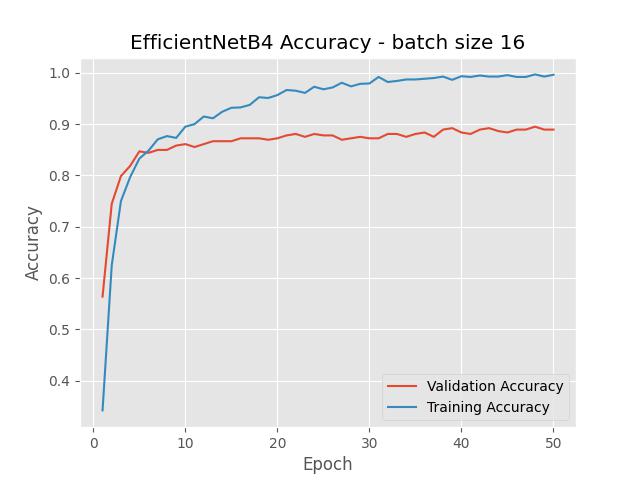 EfficientNetB4 Accuracy - batch size 16
1.0
0.9
0.8
0.7
0.6
0.5
0.4
Accuracy
0 10 20 30 40 50
Epoch
Validation Accuracy
Training Accuracy